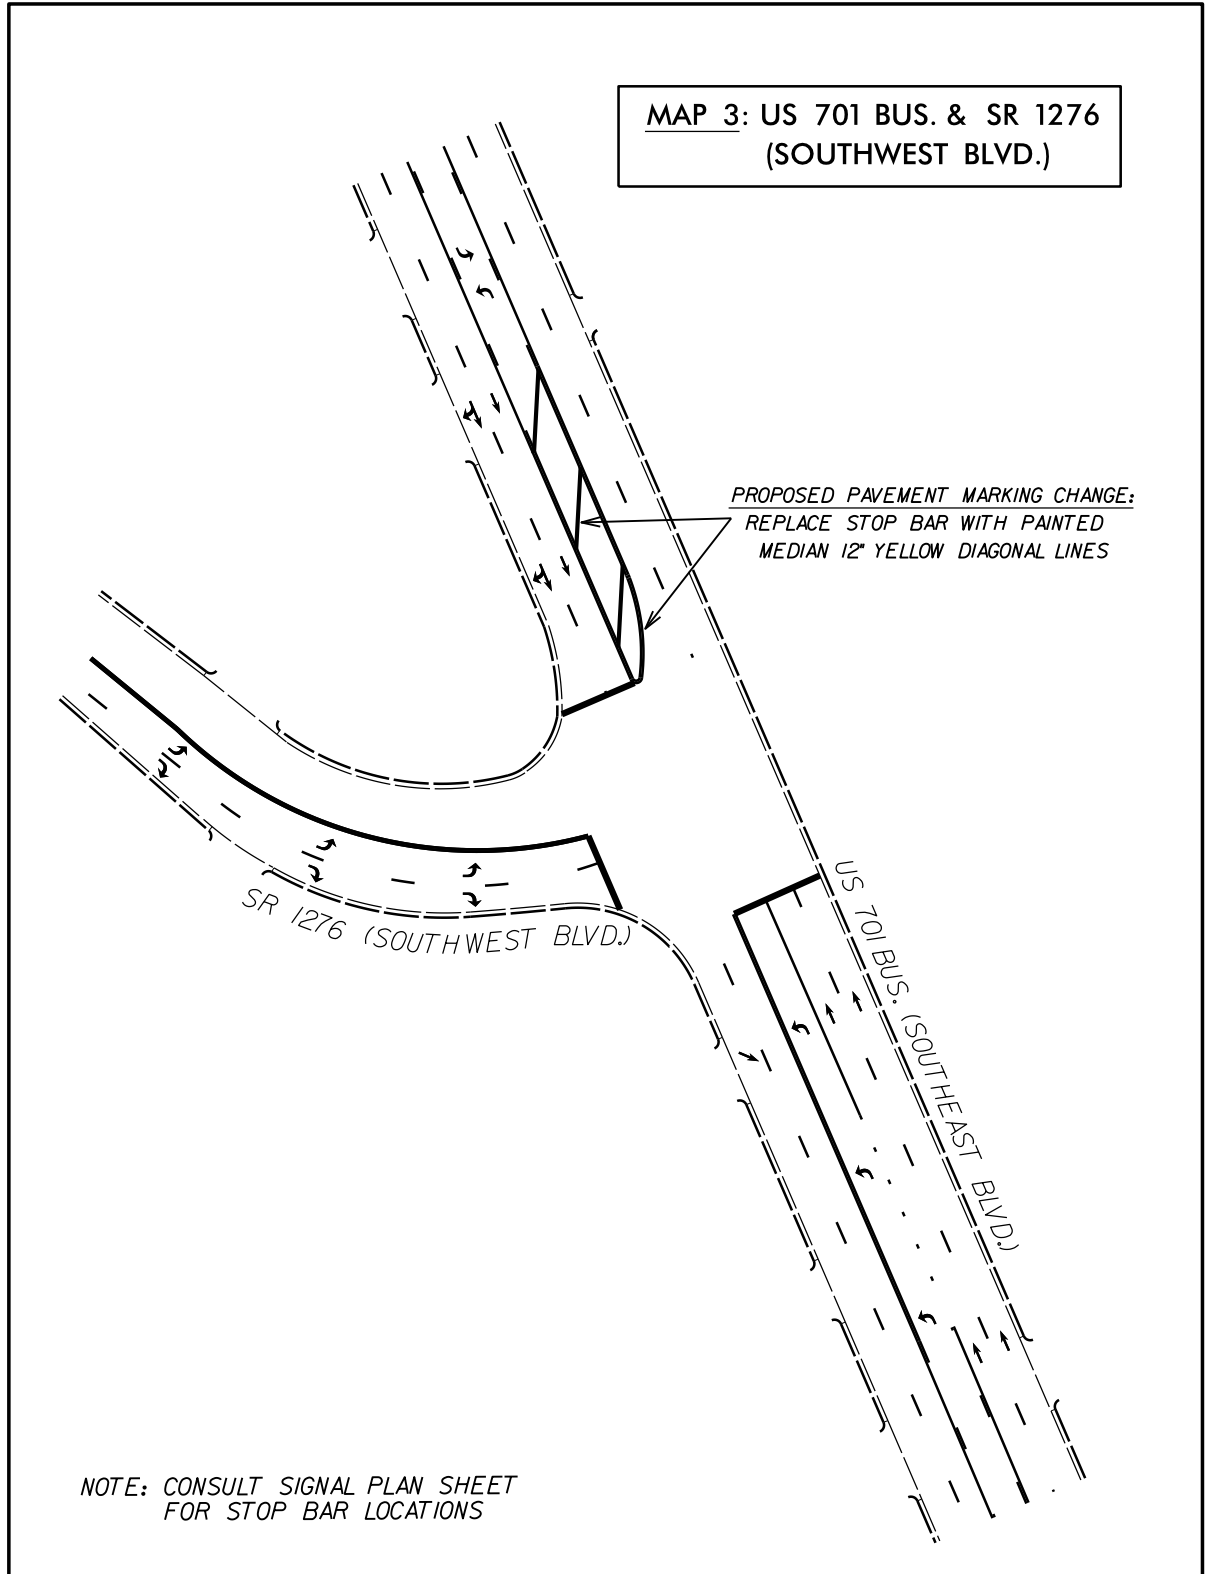 MAP 3: US 701 BUS. & SR 1276
(SOUTHWEST BLVD.)
PROPOSED PAVEMENT MARKING CHANGE:
REPLACE STOP BAR WITH PAINTED
MEDIAN 12" YELLOW DIAGONAL LINES
SR 1276 (SOUTHWEST BLVD.)
US 701 BUS. (SOUTHEAST BLVD.)
NOTE: CONSULT SIGNAL PLAN SHEET
FOR STOP BAR LOCATIONS